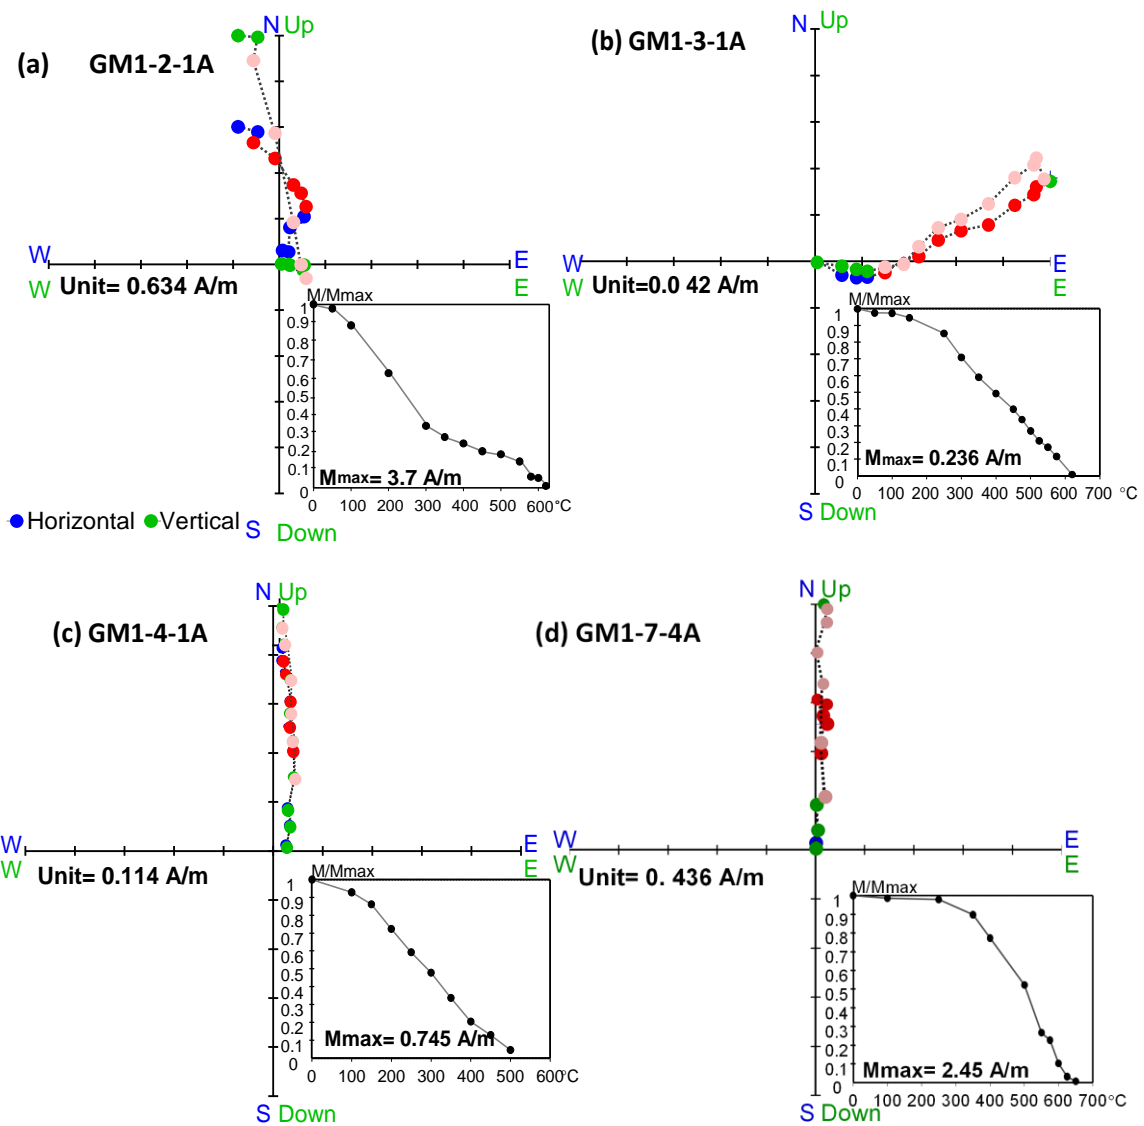 (a) GM1-2-1A
N Up
W E
W E
Unit= 0.634 A/m
M/Mmax
1
0.9
0.8
0.7
0.6
0.5
0.4
0.3
0.2
0.1
0
Mmax= 3.7 A/m
0 100 200 300 400 500 600 °C
Horizontal Vertical
S Down
(b) GM1-3-1A
N Up
W E
W E
Unit=0.0 42 A/m
M/Mmax
1
0.9
0.8
0.7
0.6
0.5
0.4
0.3
0.2
0.1
0
Mmax= 0.236 A/m
0 100 200 300 400 500 600 700 °C
S Down
(c) GM1-4-1A
N Up
W E
W E
Unit= 0.114 A/m
M/Mmax
1
0.9
0.8
0.7
0.6
0.5
0.4
0.3
0.2
0.1
0
Mmax= 0.745 A/m
0 100 200 300 400 500 600 °C
S Down
(d) GM1-7-4A
N Up
W E
W E
Unit= 0. 436 A/m
M/Mmax
1
0.9
0.8
0.7
0.6
0.5
0.4
0.3
0.2
0.1
0
Mmax= 2.45 A/m
0 100 200 300 400 500 600 700 °C
S Down